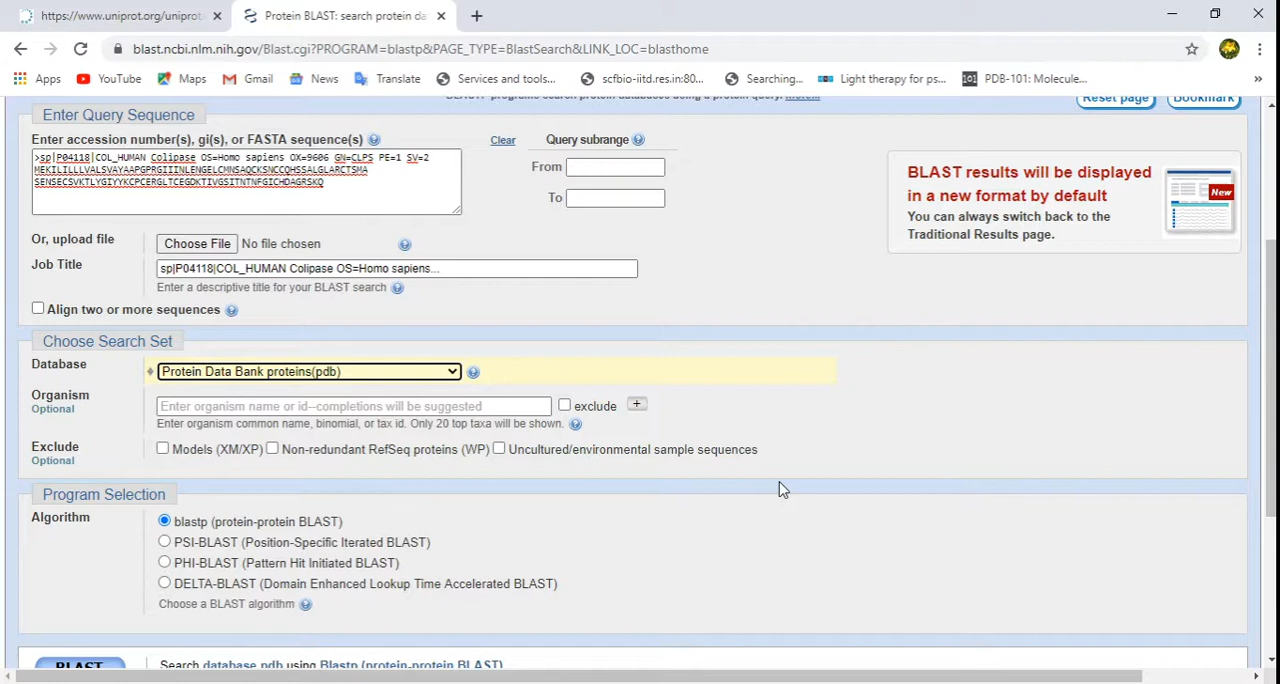 https://www.uniprot.org/uniprot
Protein BLAST: search protein da
blast.ncbi.nlm.nih.gov/Blast.cgi?PROGRAM=blastp&PAGE_TYPE=BlastSearch&LINK_LOC=blasthome
Apps YouTube Maps Gmail News Translate Services and tools... scfbio-iitd.res.in:80... Searching,... Light therapy for ps... PDB-101: Molecule... »
BLASTP programs search protein databases using a protein query. more...
Reset page Bookmark
Enter Query Sequence
Enter accession number(s), gi(s), or FASTA sequence(s) Clear Query subrange
>sp|P04118|COL_HUMAN Colipase OS=Homo sapiens OX=9606 GN=CLPS PE=1 SV=2
MEKILILLLVALSVAYAAPGPRGIIINLENGELCMNSAQCKSNCCQHSSALGLARCTSMA
SENSECSVKTLYGIYYKCPCERGLTCEGDKTIVGSITNTNFGICHDAGRSKQ
From
To
BLAST results will be displayed
in a new format by default
You can always switch back to the
Traditional Results page.
New
Or, upload file Choose File No file chosen
Job Title sp|P04118|COL_HUMAN Colipase OS=Homo sapiens...
Enter a descriptive title for your BLAST search
Align two or more sequences
Choose Search Set
Database Protein Data Bank proteins(pdb)
Organism
Optional
Enter organism name or id--completions will be suggested exclude +
Enter organism common name, binomial, or tax id. Only 20 top taxa will be shown.
Exclude
Optional
Models (XM/XP) Non-redundant RefSeq proteins (WP) Uncultured/environmental sample sequences
Program Selection
Algorithm
blastp (protein-protein BLAST)
PSI-BLAST (Position-Specific Iterated BLAST)
PHI-BLAST (Pattern Hit Initiated BLAST)
DELTA-BLAST (Domain Enhanced Lookup Time Accelerated BLAST)
Choose a BLAST algorithm
BLAST Search database pdb using Blastp (protein-protein BLAST)